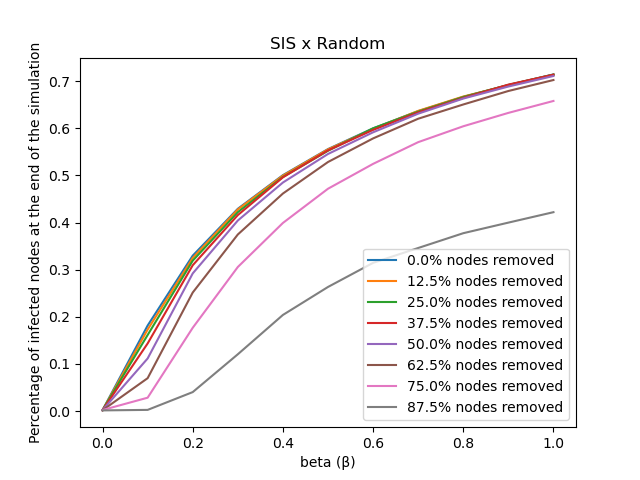 SIS x Random
Percentage of infected nodes at the end of the simulation
0.7
0.6
0.5
0.4
0.3
0.2
0.1
0.0
0.0% nodes removed
12.5% nodes removed
25.0% nodes removed
37.5% nodes removed
50.0% nodes removed
62.5% nodes removed
75.0% nodes removed
87.5% nodes removed
0.0 0.2 0.4 0.6 0.8 1.0
beta (β)